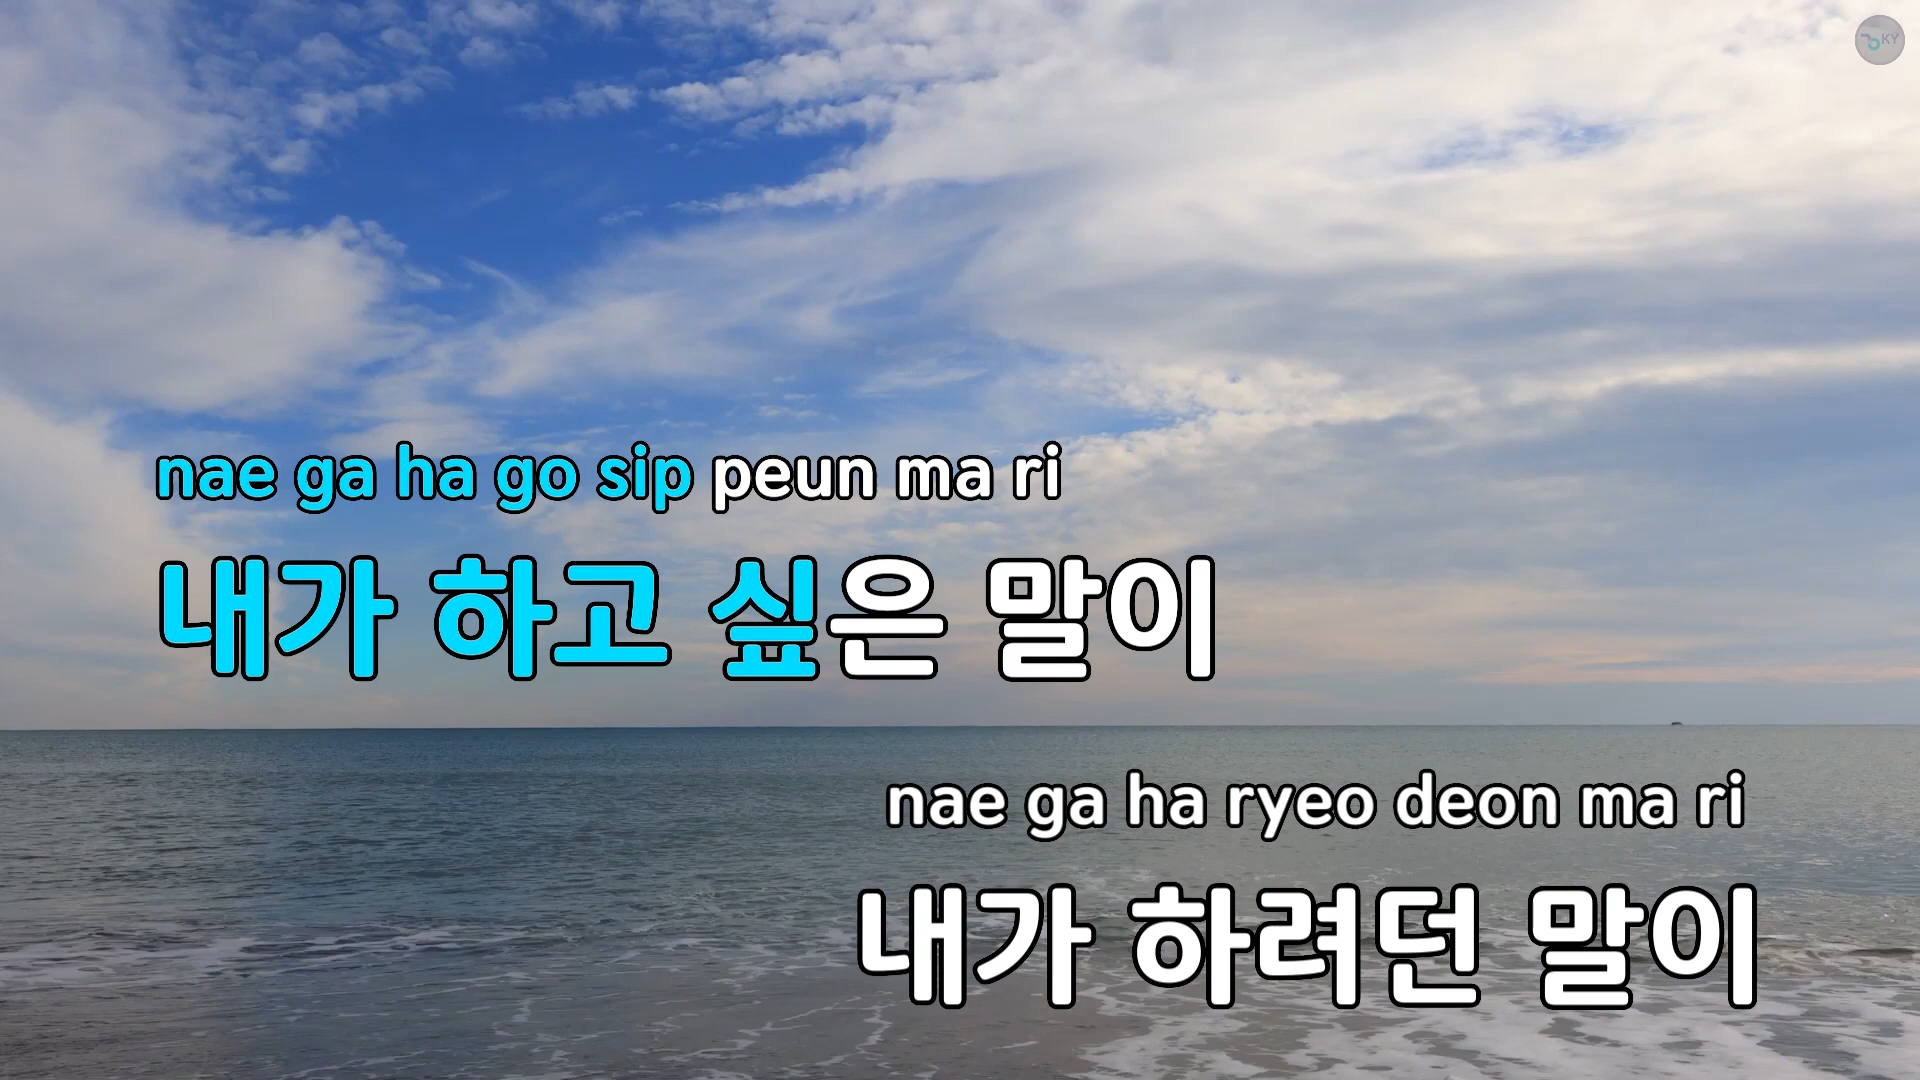 KY
nae ga ha go sip peun ma ri
내가 하고 싶은 말이
nae ga ha ryeo deon ma ri
내가 하려던 말이